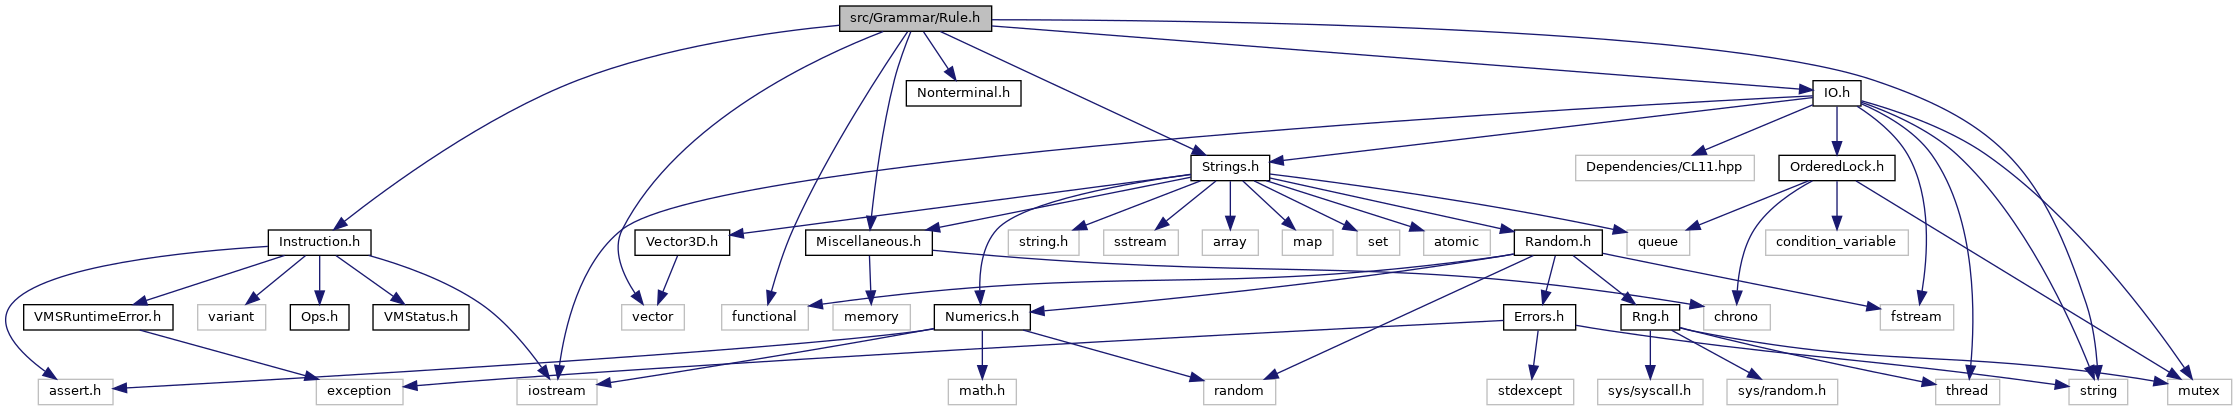 src/Grammar/Rule.h
Nonterminal.h
IO.h
Strings.h
Dependencies/CL11.hpp
OrderedLock.h
Instruction.h
Vector3D.h
Miscellaneous.h
string.h
sstream
array
map
set
atomic
Random.h
queue
condition_variable
VMSRuntimeError.h
variant
Ops.h
VMStatus.h
vector
functional
memory
Numerics.h
Errors.h
Rng.h
chrono
fstream
assert.h
exception
iostream
math.h
random
stdexcept
sys/syscall.h
sys/random.h
thread
string
mutex